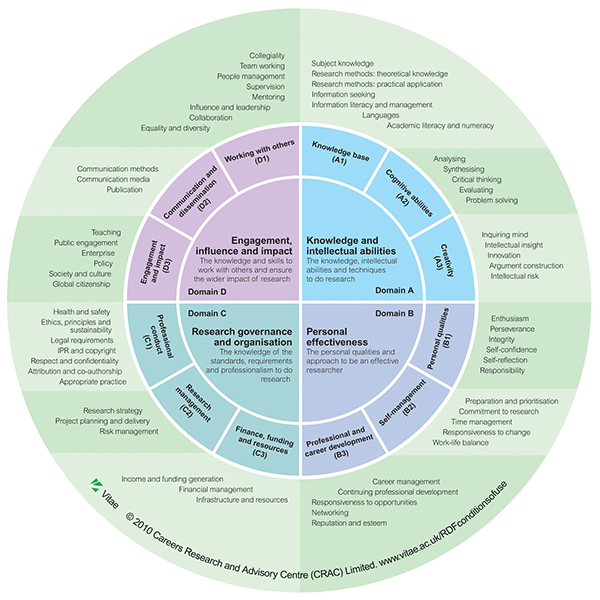 Collegiality
Team working
People management
Supervision
Mentoring
Influence and leadership
Collaboration
Equality and diversity
Subject knowledge
Research methods: theoretical knowledge
Research methods: practical application
Information seeking
Information literacy and management
Languages
Academic literacy and numeracy
Communication methods
Communication media
Publication
Analysing
Synthesising
Critical thinking
Evaluating
Problem solving
Teaching
Public engagement
Enterprise
Policy
Society and culture
Global citizenship
Inquiring mind
Intellectual insight
Innovation
Argument construction
Intellectual risk
Working with others
(D1)
Knowledge base
(A1)
Communication and
dissemination
(D2)
Cognitive abilities
(A2)
Engagement
and impact
(D3)
Creativity
(A3)
Engagement,
influence and impact
The knowledge and skills to
work with others and ensure
the wider impact of research
Domain D
Knowledge and
intellectual abilities
The knowledge, intellectual
abilities and techniques
to do research
Domain A
Domain C
Research governance
and organisation
The knowledge of the
standards, requirements
and professionalism to do
research
Domain B
Personal
effectiveness
The personal qualities and
approach to be an effective
researcher
Professional
conduct
(C1)
Personal qualities
(B1)
Research
management
(C2)
Self-management
(B2)
Finance, funding
and resources
(C3)
Professional and
career development
(B3)
Health and safety
Ethics, principles and
sustainability
Legal requirements
IPR and copyright
Respect and confidentiality
Attribution and co-authorship
Appropriate practice
Enthusiasm
Perseverance
Integrity
Self-confidence
Self-reflection
Responsibility
Research strategy
Project planning and delivery
Risk management
Preparation and prioritisation
Commitment to research
Time management
Responsiveness to change
Work-life balance
Income and funding generation
Financial management
Infrastructure and resources
Career management
Continuing professional development
Responsiveness to opportunities
Networking
Reputation and esteem
Vitae
© 2010 Careers Research and Advisory Centre (CRAC) Limited. www.vitae.ac.uk/RDFconditionsofuse